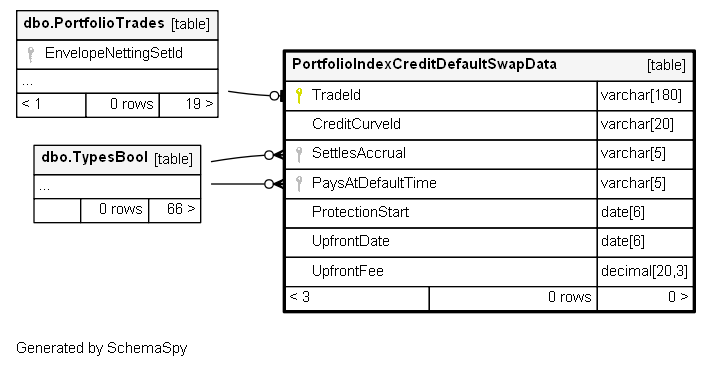 dbo.PortfolioTrades [table]
EnvelopeNettingSetId
...
< 1 0 rows 19 >
dbo.TypesBool [table]
...
0 rows 66 >
PortfolioIndexCreditDefaultSwapData [table]
TradeId varchar[180]
CreditCurveId varchar[20]
SettlesAccrual varchar[5]
PaysAtDefaultTime varchar[5]
ProtectionStart date[6]
UpfrontDate date[6]
UpfrontFee decimal[20,3]
< 3 0 rows 0 >
Generated by SchemaSpy